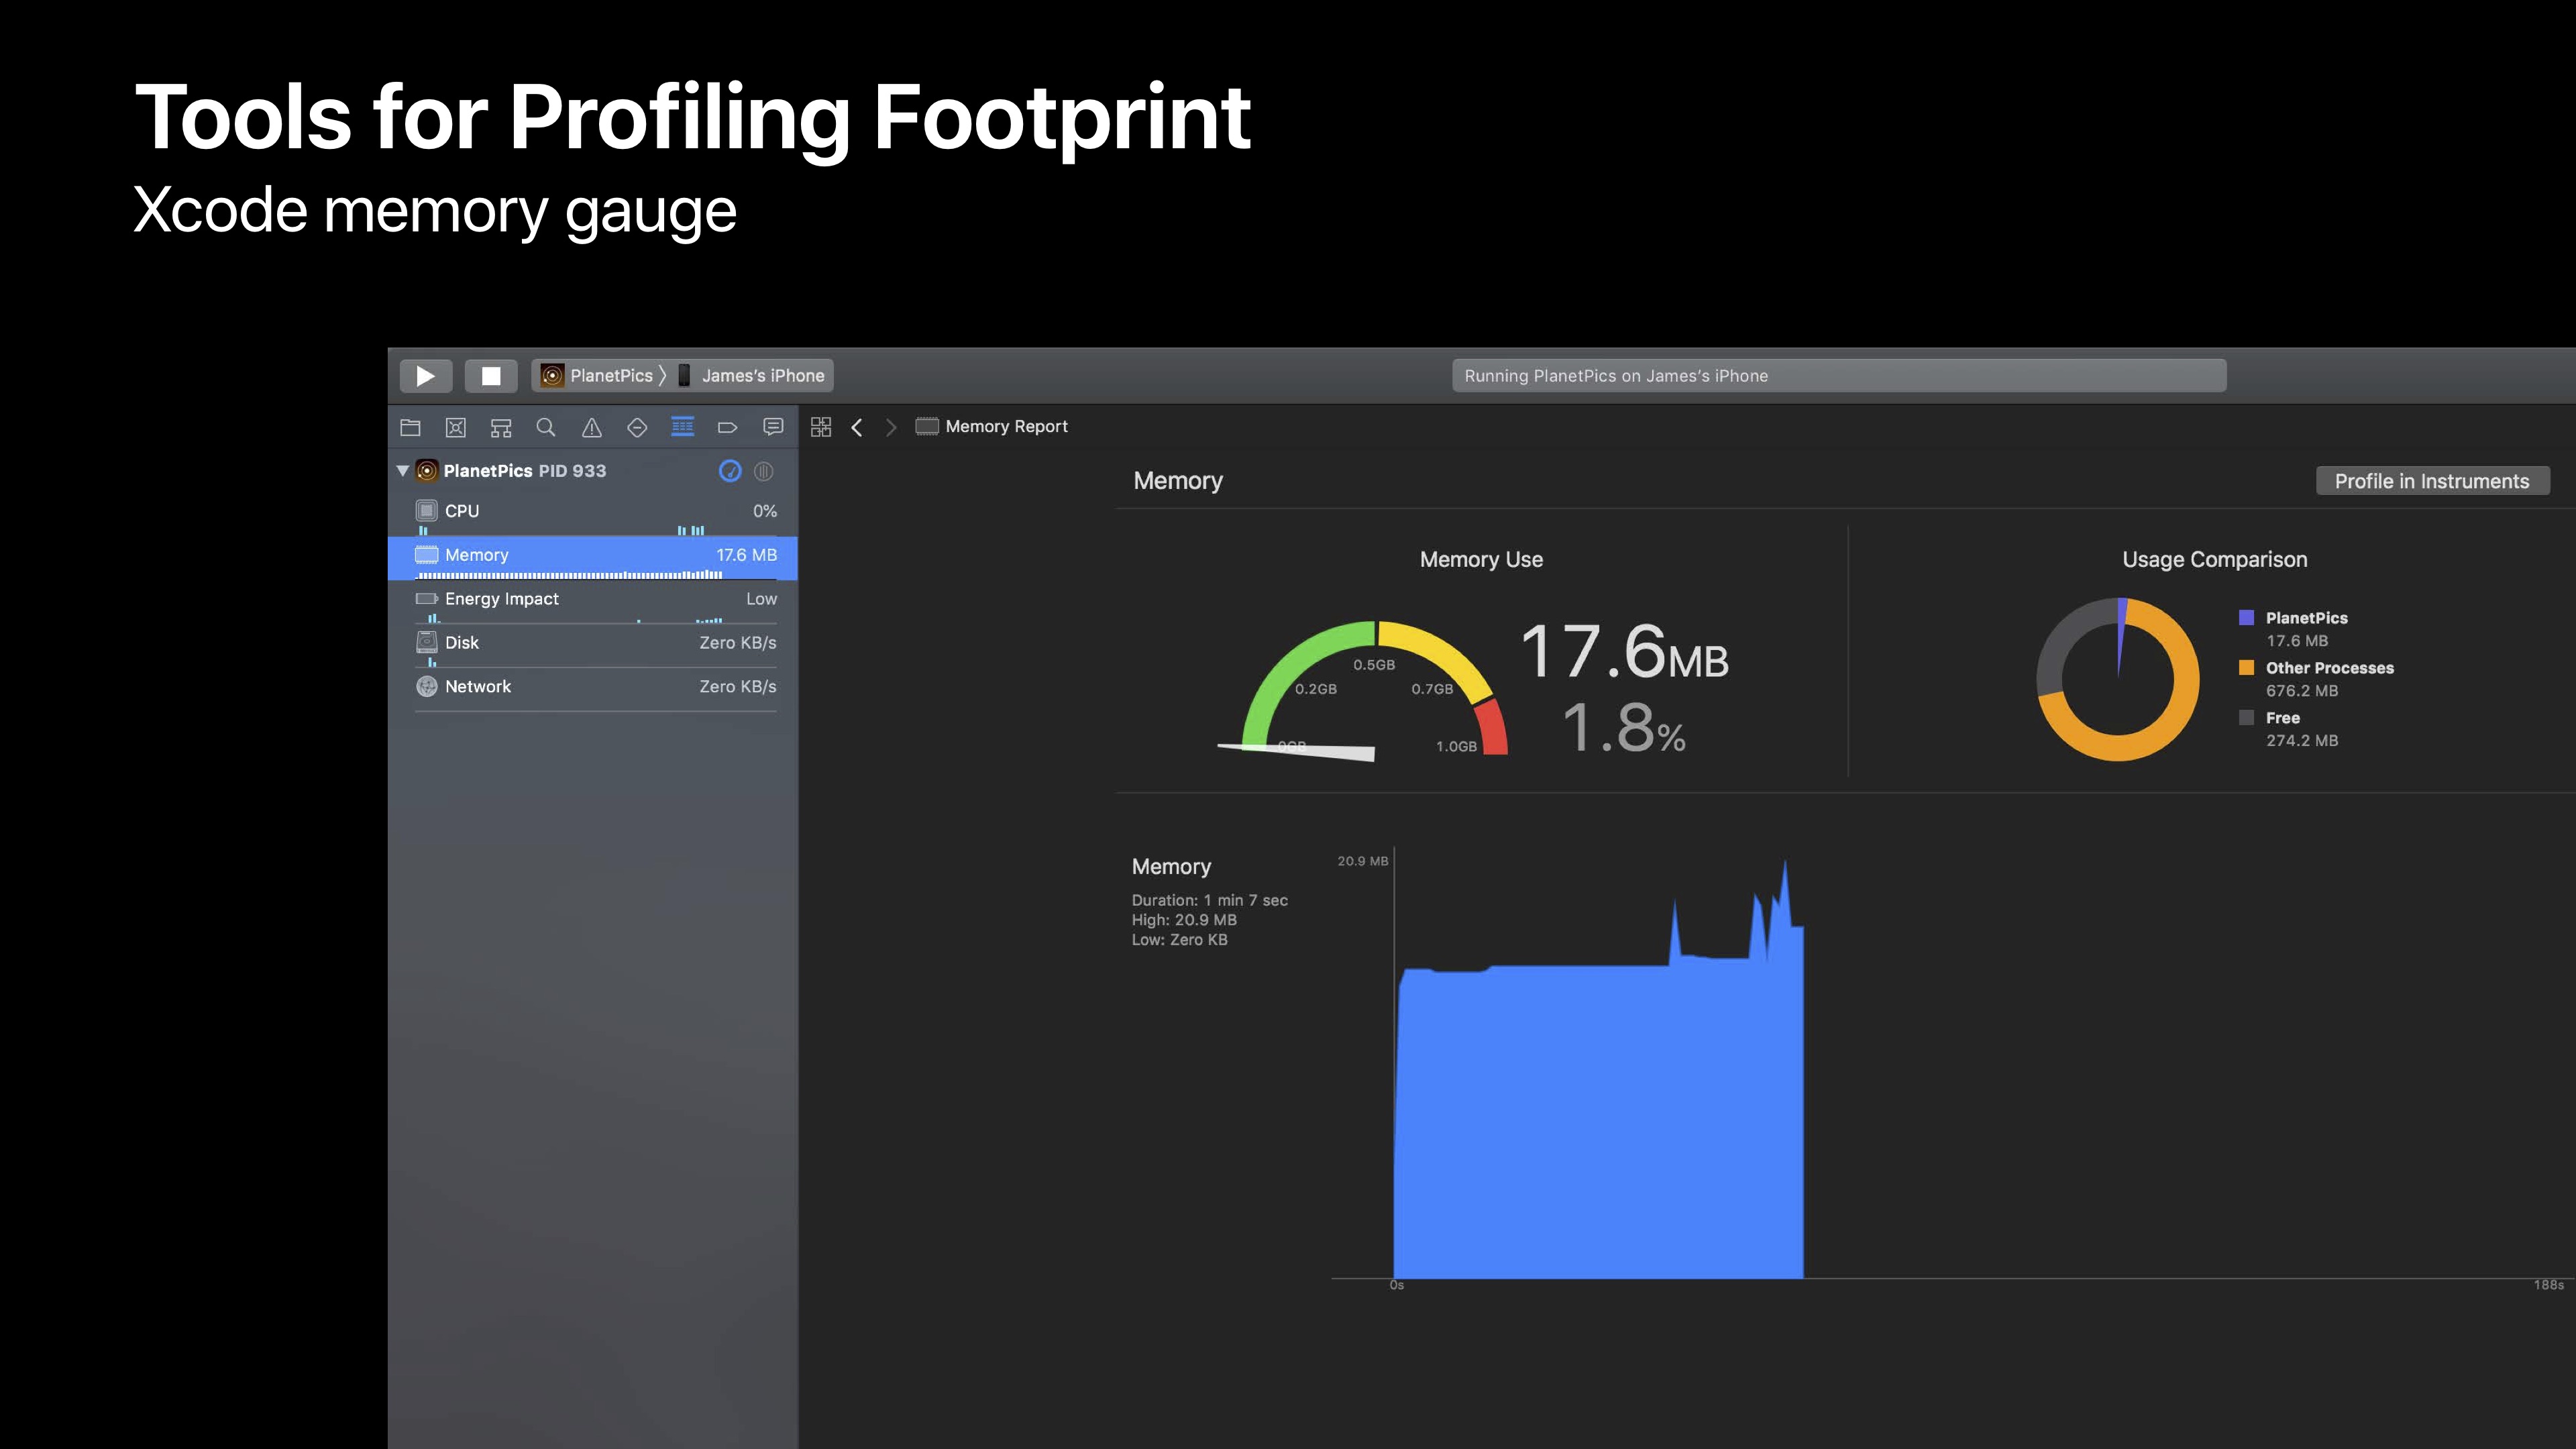 Tools for Profiling Footprint
Xcode memory gauge
PlanetPics 〉 James's iPhone
Running PlanetPics on James's iPhone
Memory Report
PlanetPics PID 933
CPU 0%
Memory 17.6 MB
Energy Impact Low
Disk Zero KB/s
Network Zero KB/s
Memory
Profile in Instruments
Memory Use
0GB
0.2GB
0.5GB
0.7GB
1.0GB
17.6MB
1.8%
Usage Comparison
PlanetPics
17.6 MB
Other Processes
676.2 MB
Free
274.2 MB
Memory
Duration: 1 min 7 sec
High: 20.9 MB
Low: Zero KB
20.9 MB
0s
188s